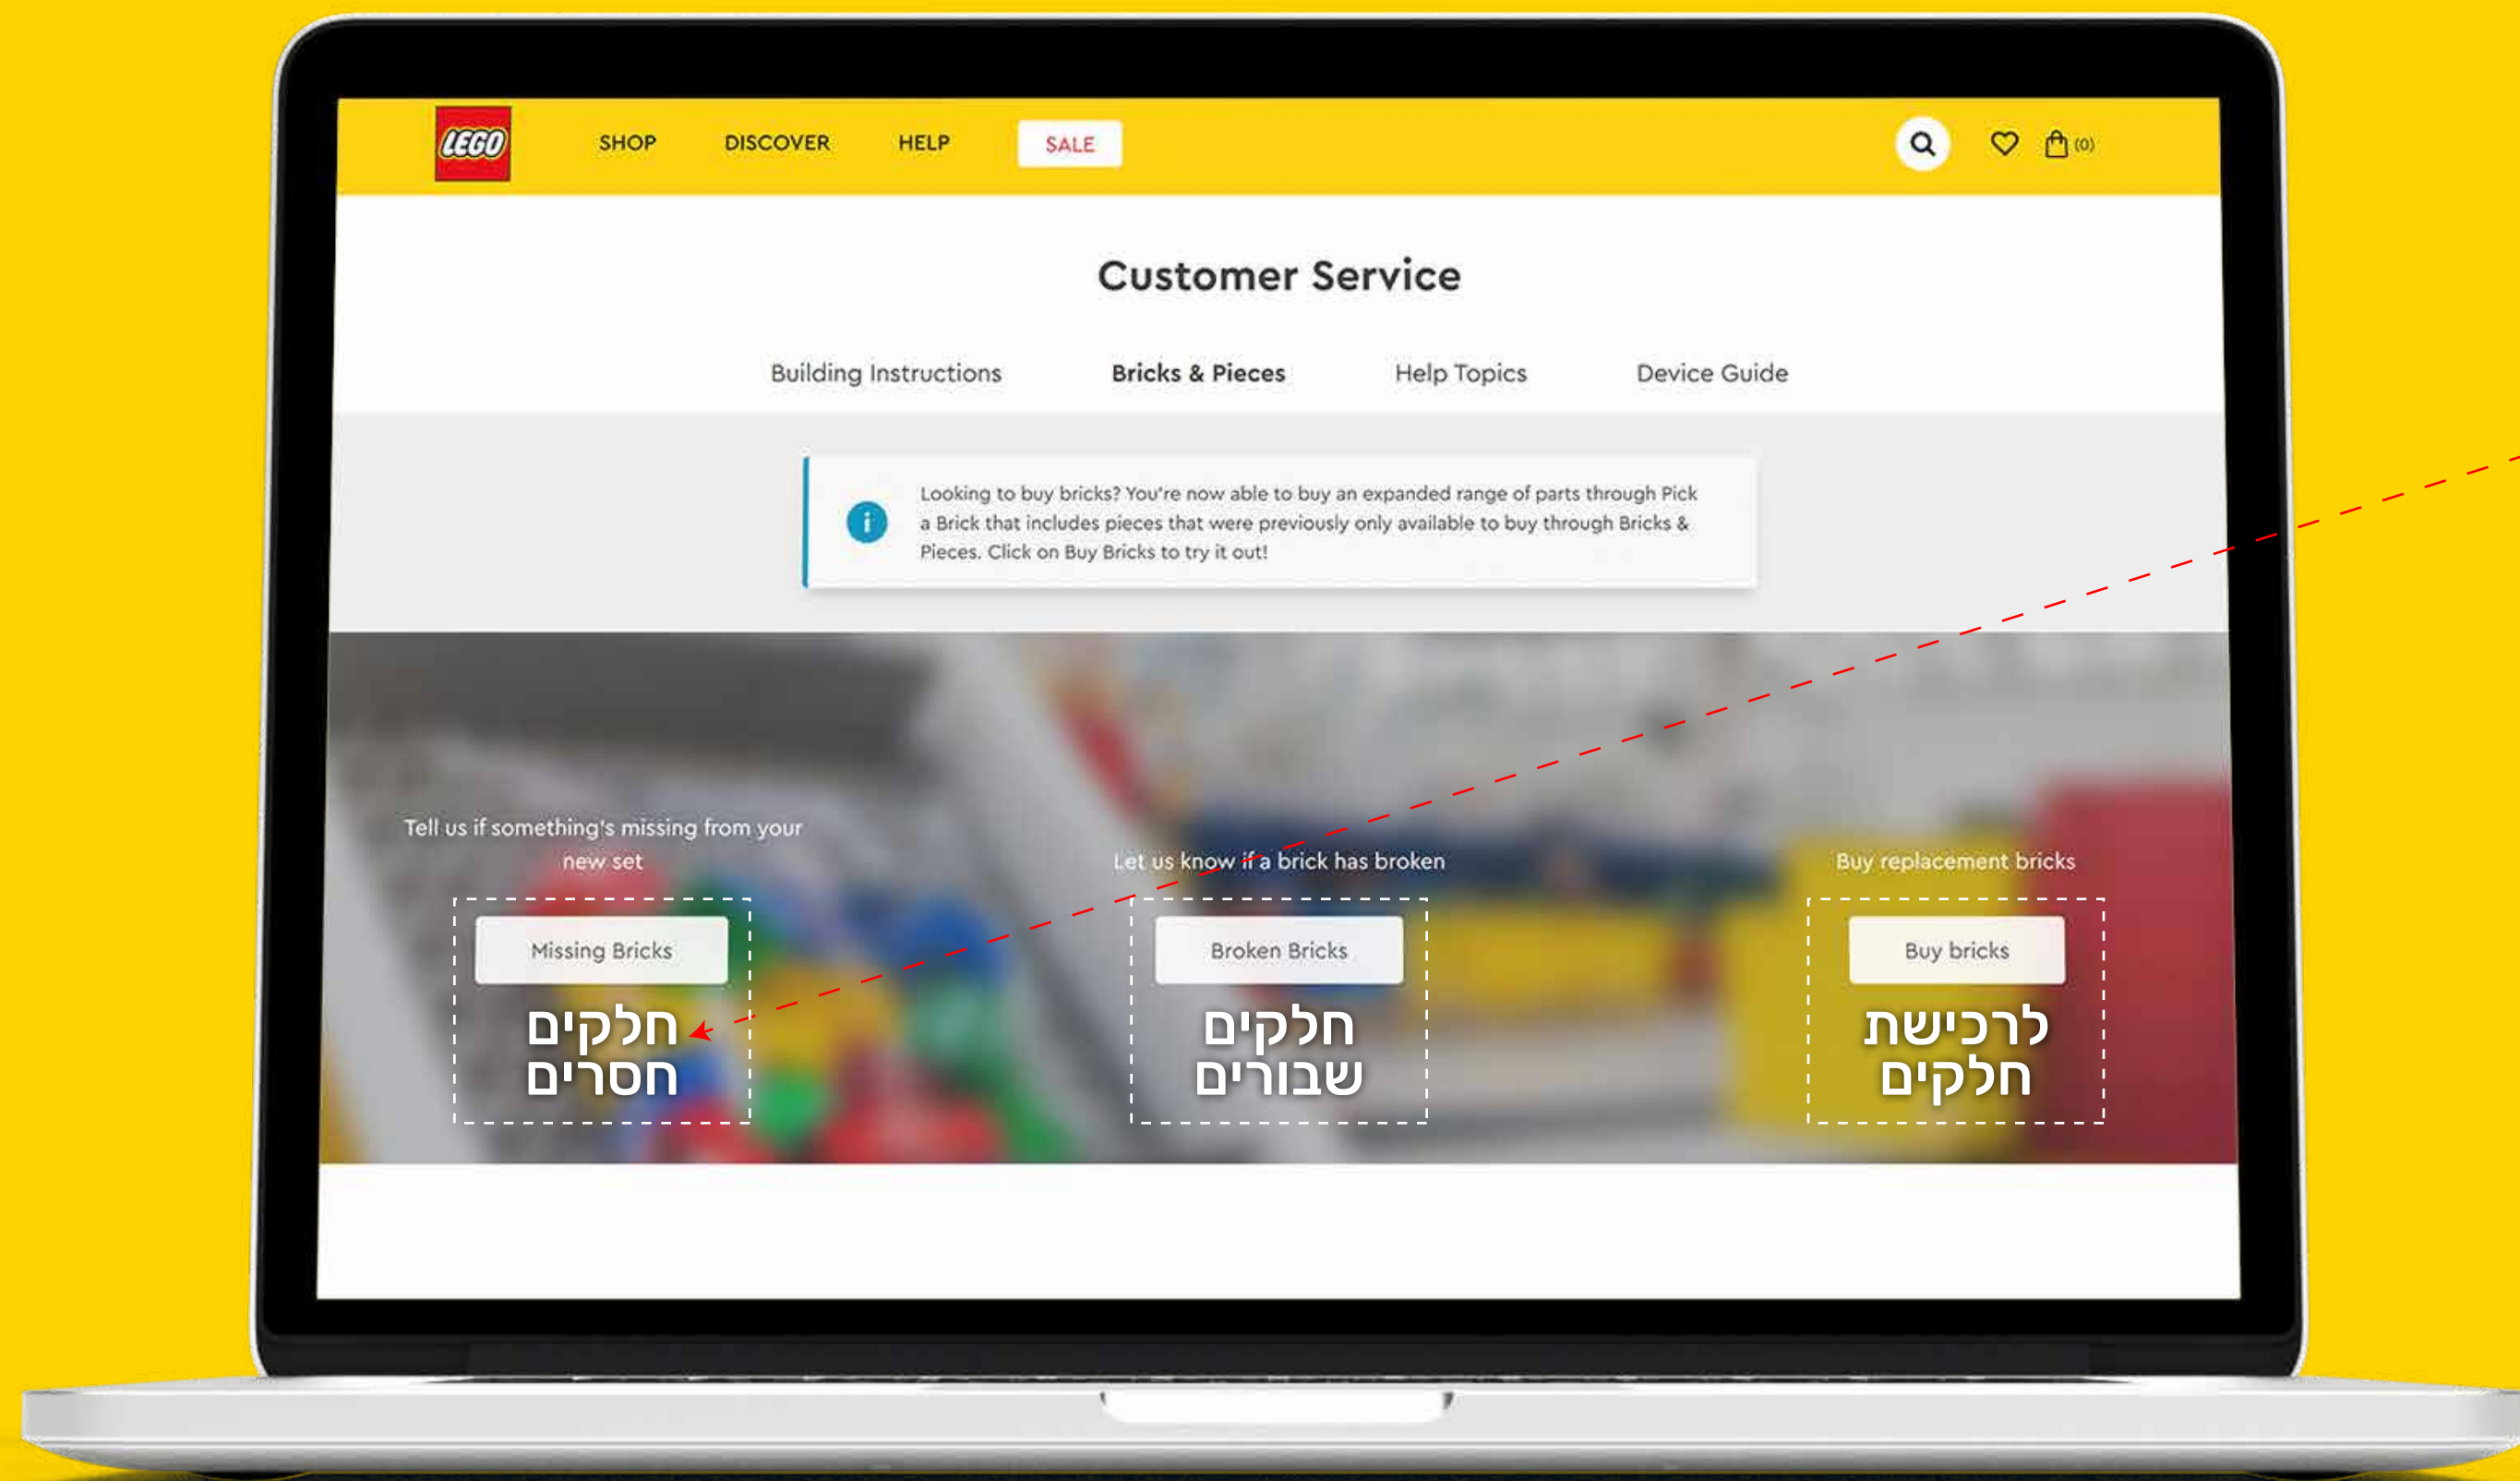 LEGO
SHOP DISCOVER HELP SALE (0)
Customer Service
Building Instructions Bricks & Pieces Help Topics Device Guide
Looking to buy bricks? You're now able to buy an expanded range of parts through Pick
a Brick that includes pieces that were previously only available to buy through Bricks &
Pieces. Click on Buy Bricks to try it out!
Tell us if something's missing from your
new set
Missing Bricks
חלקים
חסרים
Let us know if a brick has broken
Broken Bricks
חלקים
שבורים
Buy replacement bricks
Buy bricks
לרכישת
חלקים